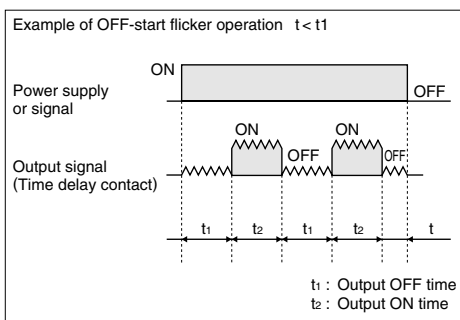 Example of OFF-start flicker operation   t < t1
ON
Power supply
or signal
OFF
ON
ON
Output signal
(Time delay contact)
OFF
OFF
t1 t2 t1 t2 t
t1 : Output OFF time
t2 : Output ON time